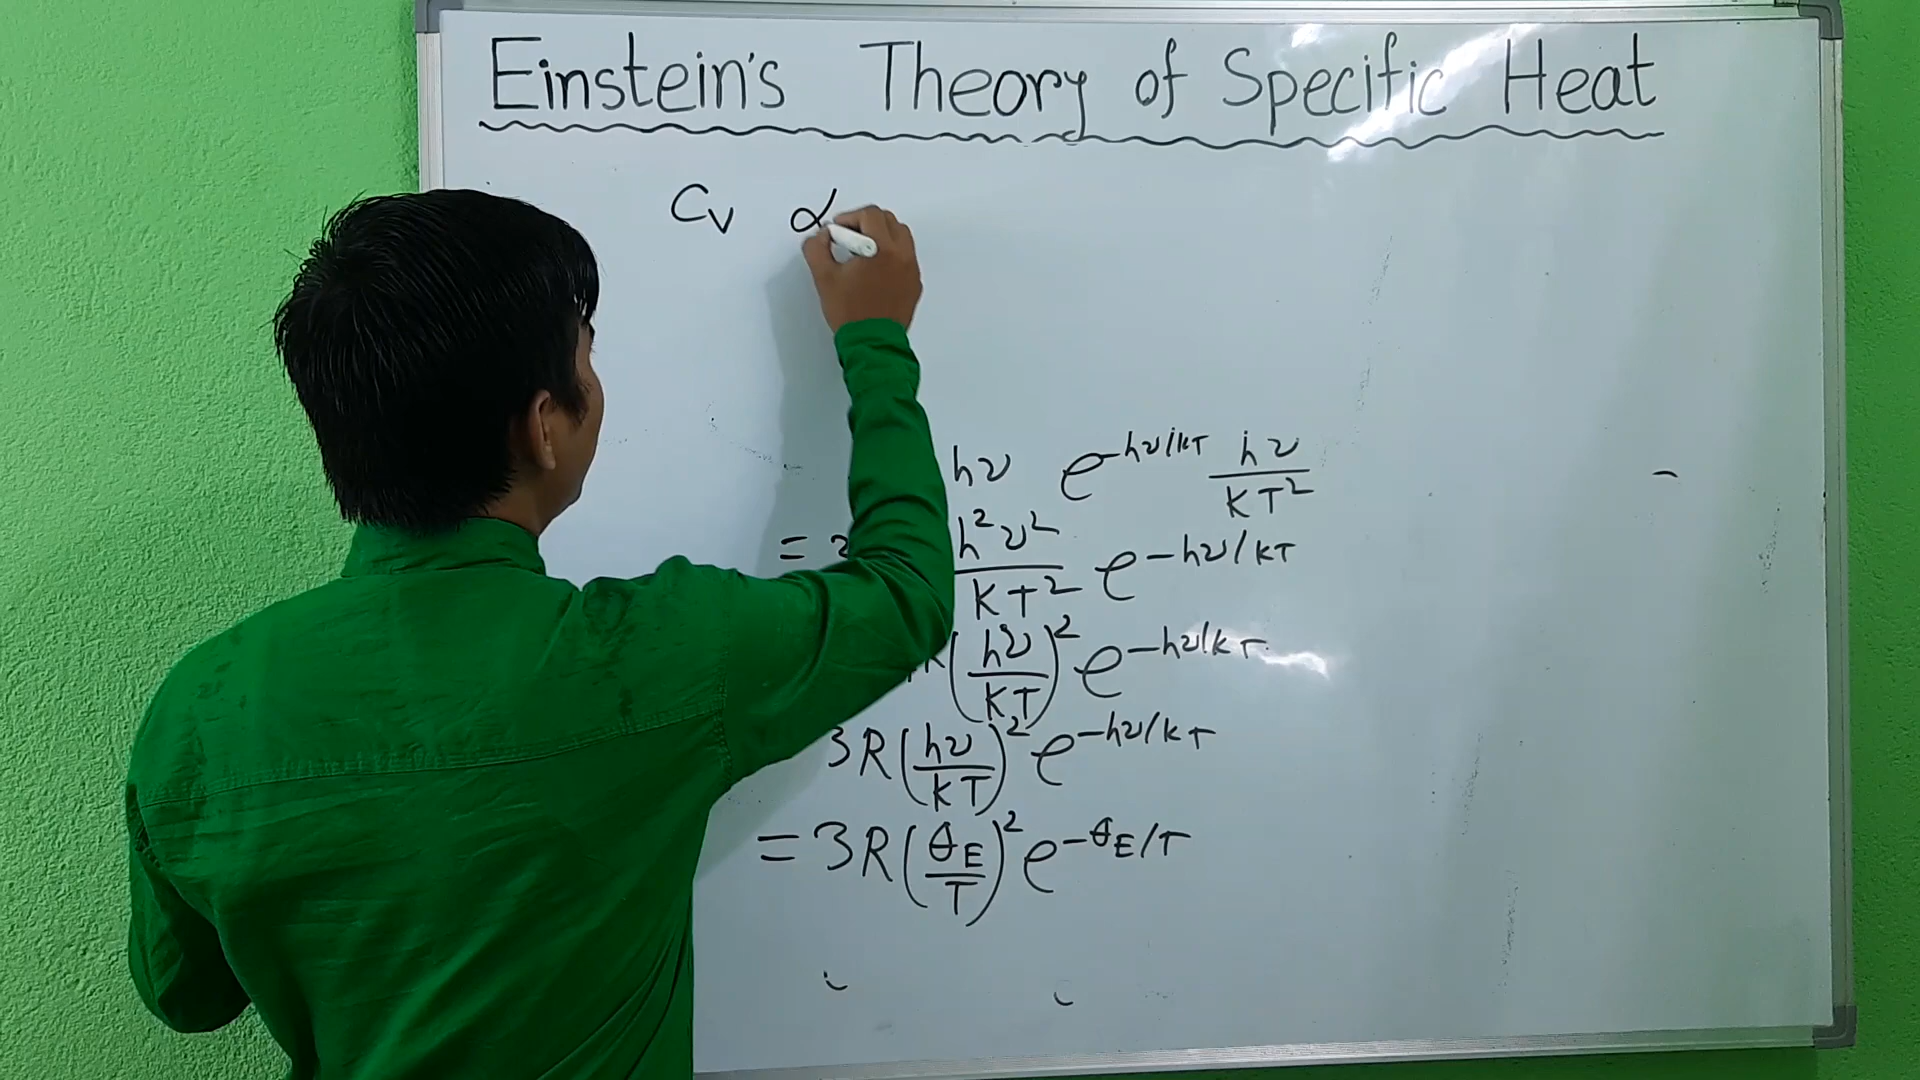 Einstein's Theory of Specific Heat
Cv α
hν e^-hν/kT hν/KT²
= h²ν²/KT² e^-hν/kT
(hν/KT)² e^-hν/kT
3R(hν/kT)² e^-hν/kT
= 3R(θE/T)² e^-θE/T